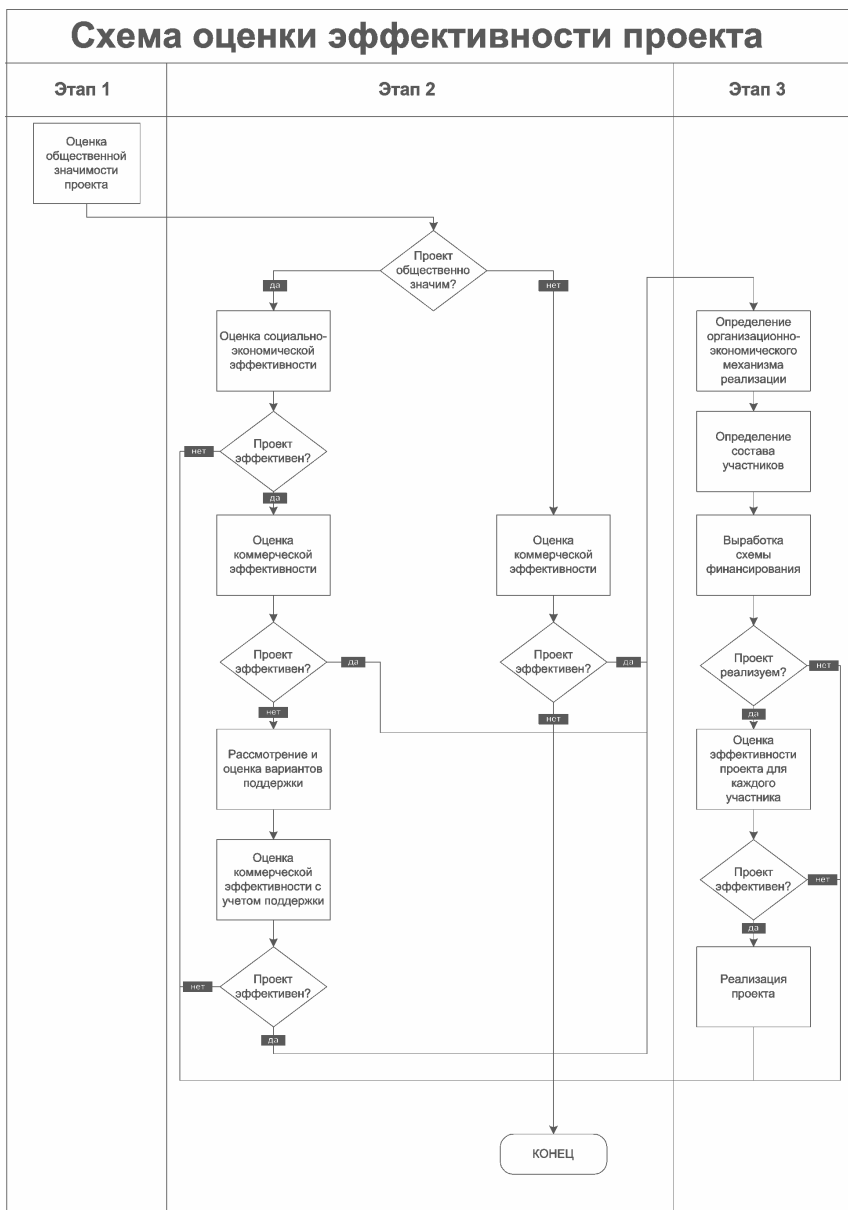 Схема оценки эффективности проекта
Этап 1
Этап 2
Этап 3
Оценка
общественной
значимости
проекта
Проект
общественно
значим?
да
нет
Оценка социально-
экономической
эффективности
Проект
эффективен?
нет
да
Оценка
коммерческой
эффективности
Проект
эффективен?
да
нет
Рассмотрение и
оценка вариантов
поддержки
Оценка
коммерческой
эффективности с
учетом поддержки
Проект
эффективен?
нет
да
Оценка
коммерческой
эффективности
Проект
эффективен?
да
нет
КОНЕЦ
Определение
организационно-
экономического
механизма
реализации
Определение
состава
участников
Выработка
схемы
финансирования
Проект
реализуем?
нет
да
Оценка
эффективности
проекта для
каждого
участника
Проект
эффективен?
нет
да
Реализация
проекта